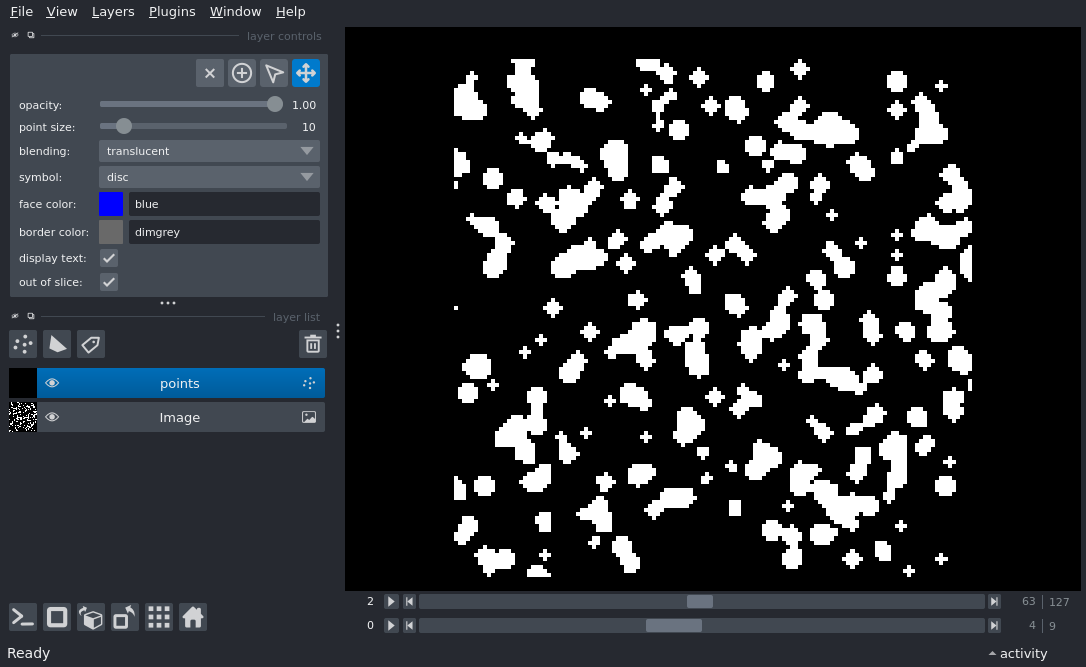 File View Layers Plugins Window Help
layer controls
opacity: 1.00
point size: 10
blending: translucent
symbol: disc
face color: blue
border color: dimgrey
display text:
out of slice:
layer list
points
Image
2 63 127
0 4 9
Ready activity